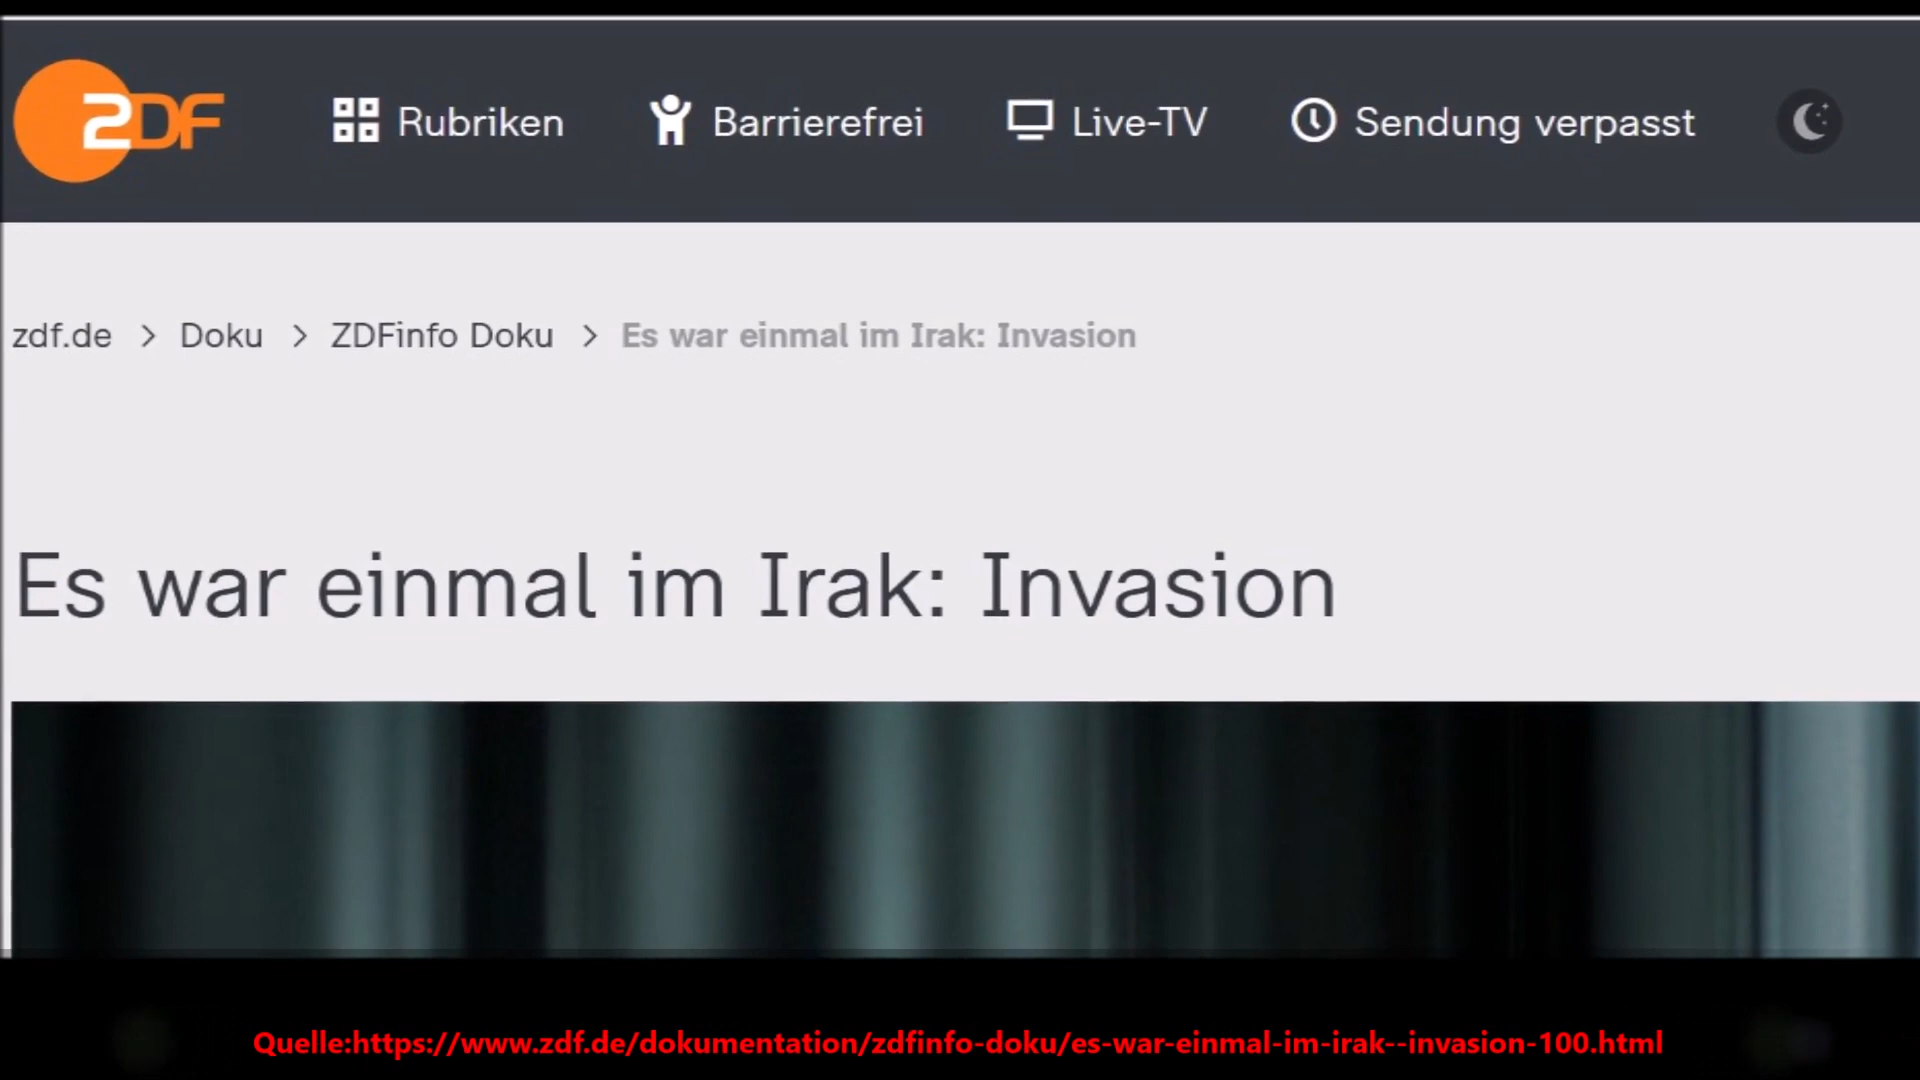 ZDF Rubriken Barrierefrei Live-TV Sendung verpasst
zdf.de > Doku > ZDFinfo Doku > Es war einmal im Irak: Invasion
Es war einmal im Irak: Invasion
Quelle:https://www.zdf.de/dokumentation/zdfinfo-doku/es-war-einmal-im-irak--invasion-100.html